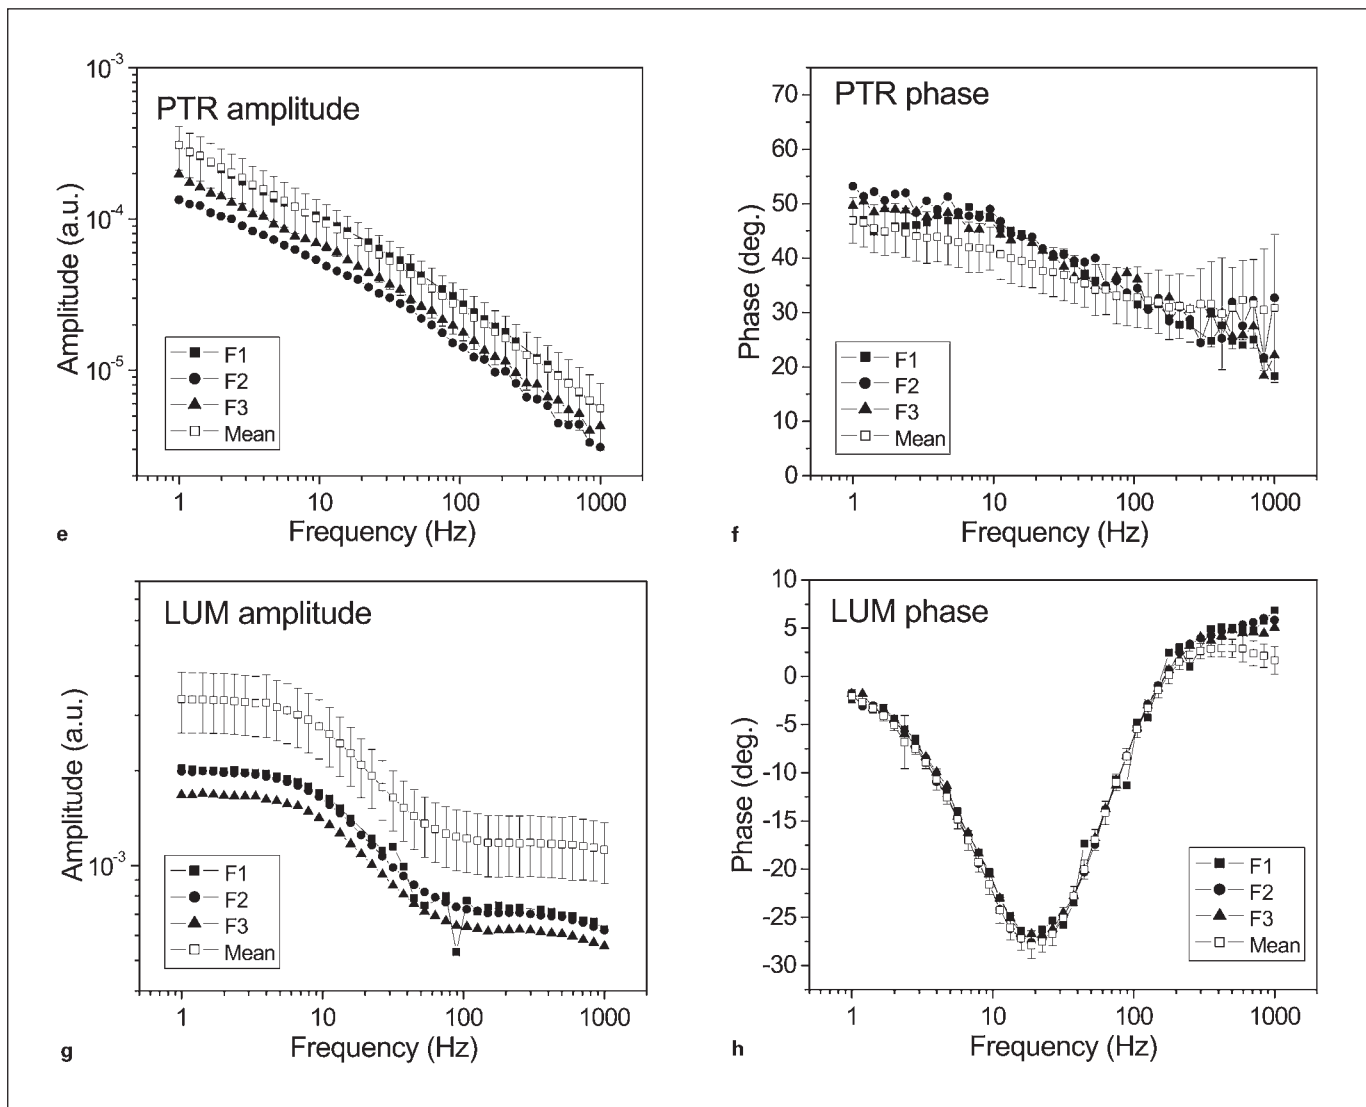 PTR amplitude
Amplitude (a.u.)
10-3
10-4
10-5
F1
F2
F3
Mean
1 10 100 1000
Frequency (Hz)
e
PTR phase
Phase (deg.)
70
60
50
40
30
20
10
0
F1
F2
F3
Mean
1 10 100 1000
Frequency (Hz)
f
LUM amplitude
Amplitude (a.u.)
10-3
F1
F2
F3
Mean
1 10 100 1000
Frequency (Hz)
g
LUM phase
Phase (deg.)
10
5
0
-5
-10
-15
-20
-25
-30
F1
F2
F3
Mean
1 10 100 1000
Frequency (Hz)
h